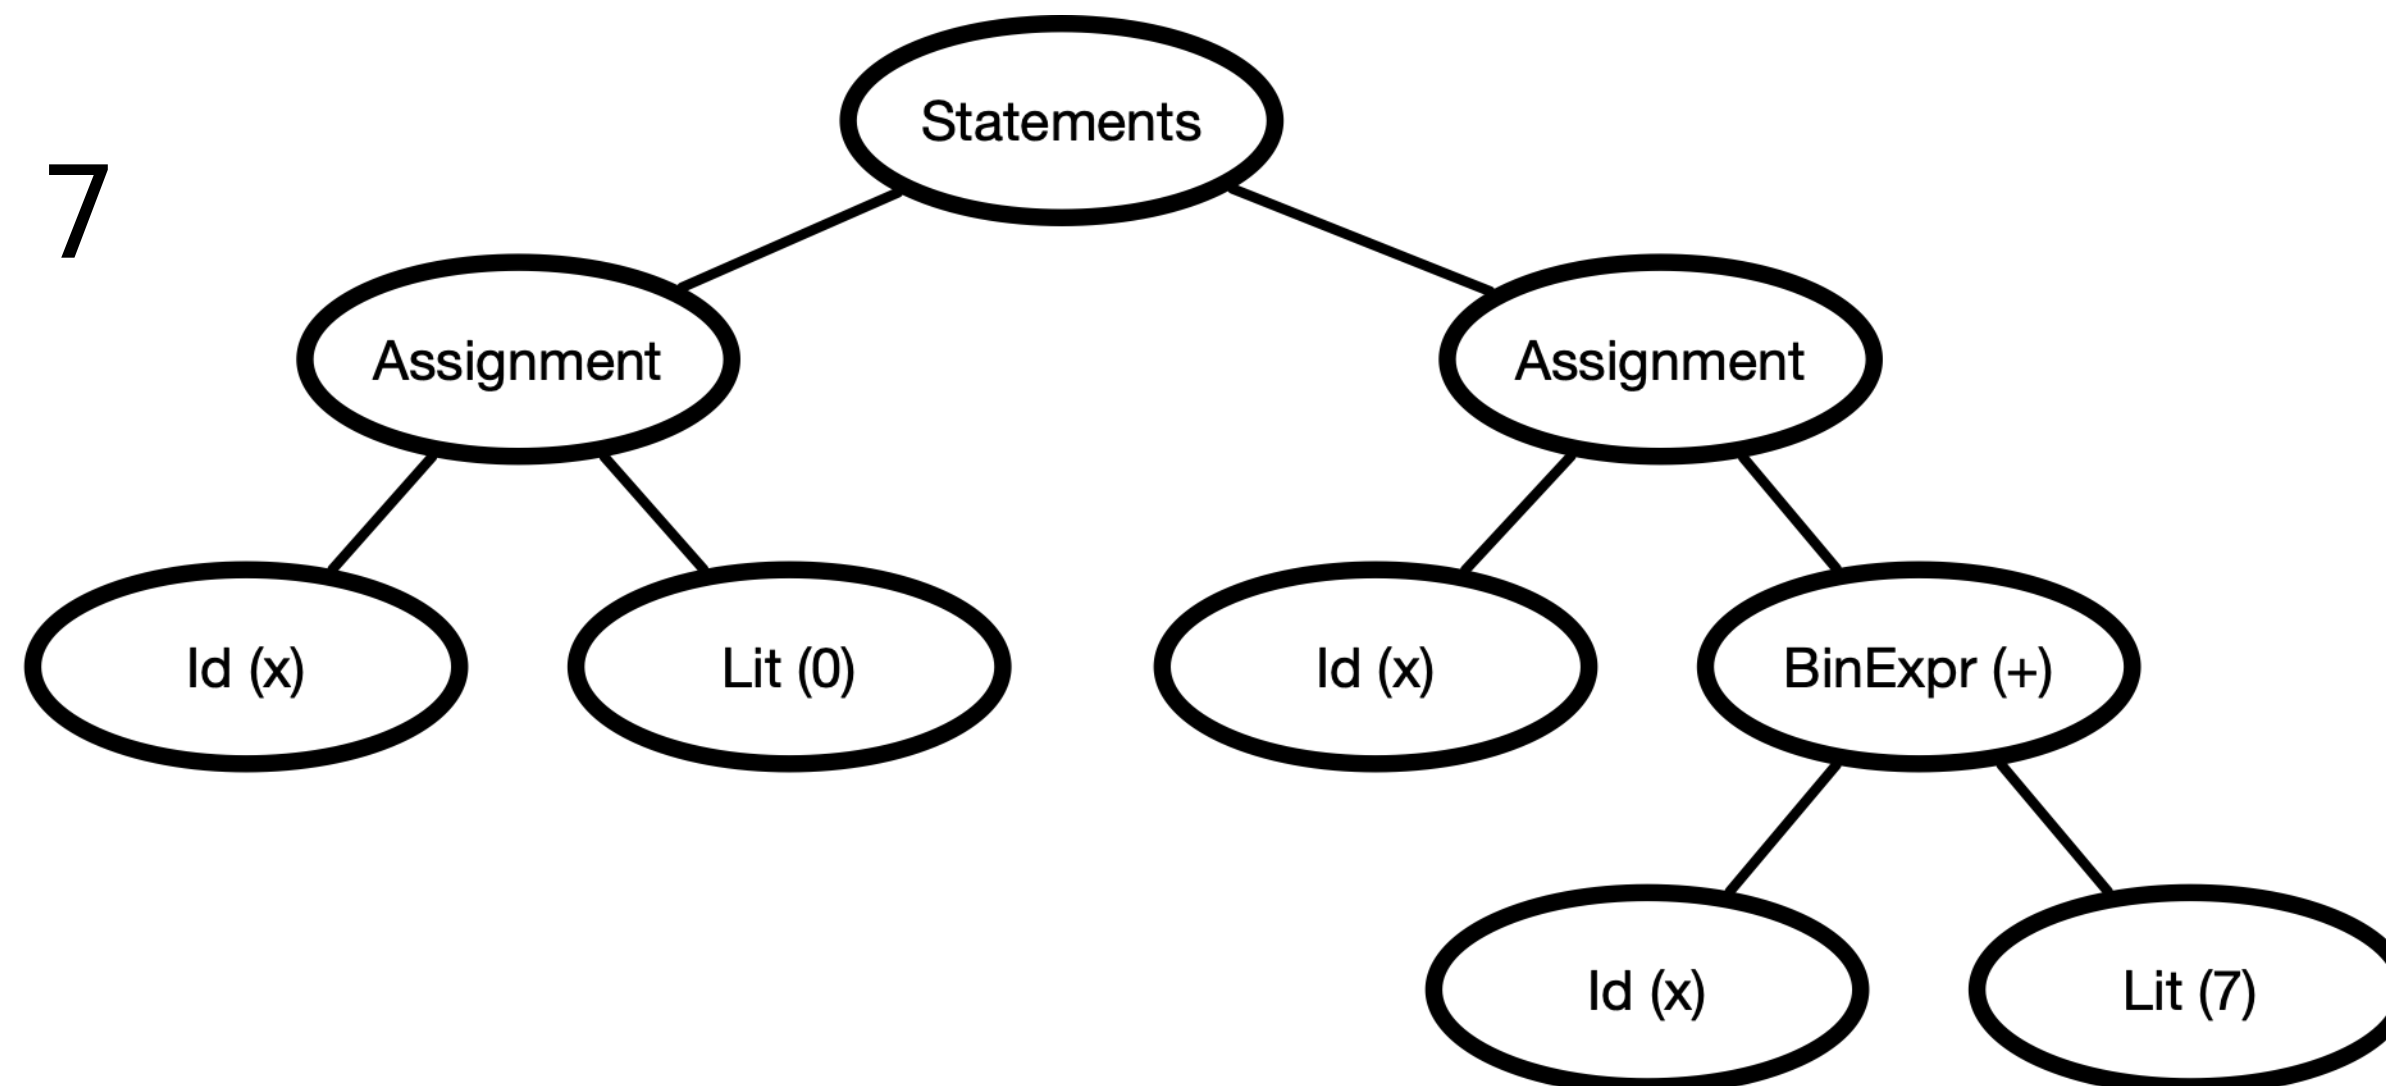 Statements
7
Assignment
Assignment
Id (x)
Lit (0)
Id (x)
BinExpr (+)
Id (x)
Lit (7)